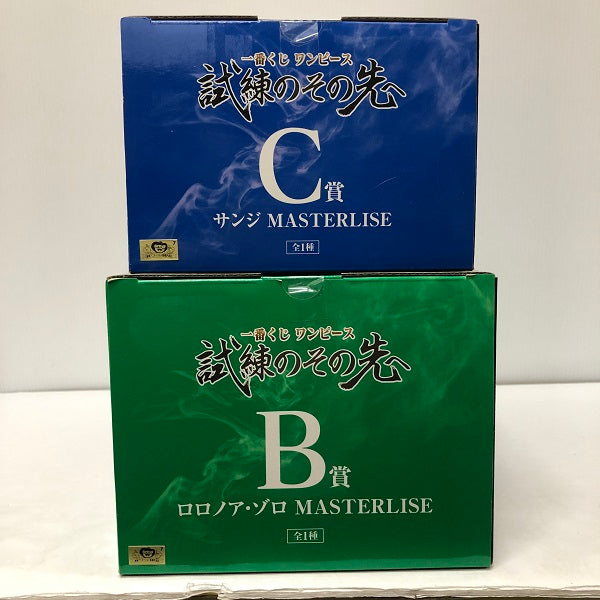 一番くじ ワンピース
試練のその先へ
C賞
サンジ MASTERLISE
全1種
一番くじ ワンピース
試練のその先へ
B賞
ロロノア・ゾロ MASTERLISE
全1種